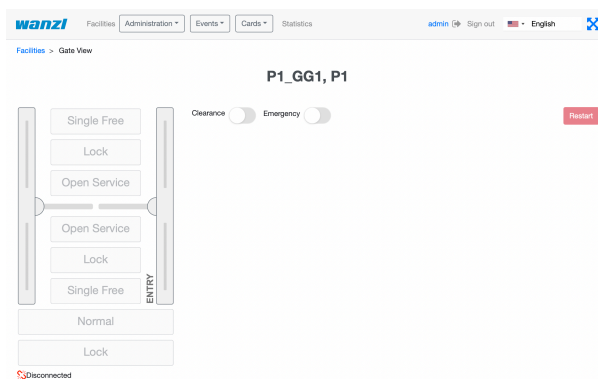 wanzl Facilities Administration Events Cards Statistics admin Sign out English
Facilities > Gate View
P1_GG1, P1
Clearance Emergency Restart
Single Free
Lock
Open Service
Open Service
Lock
Single Free
ENTRY
Normal
Lock
Disconnected